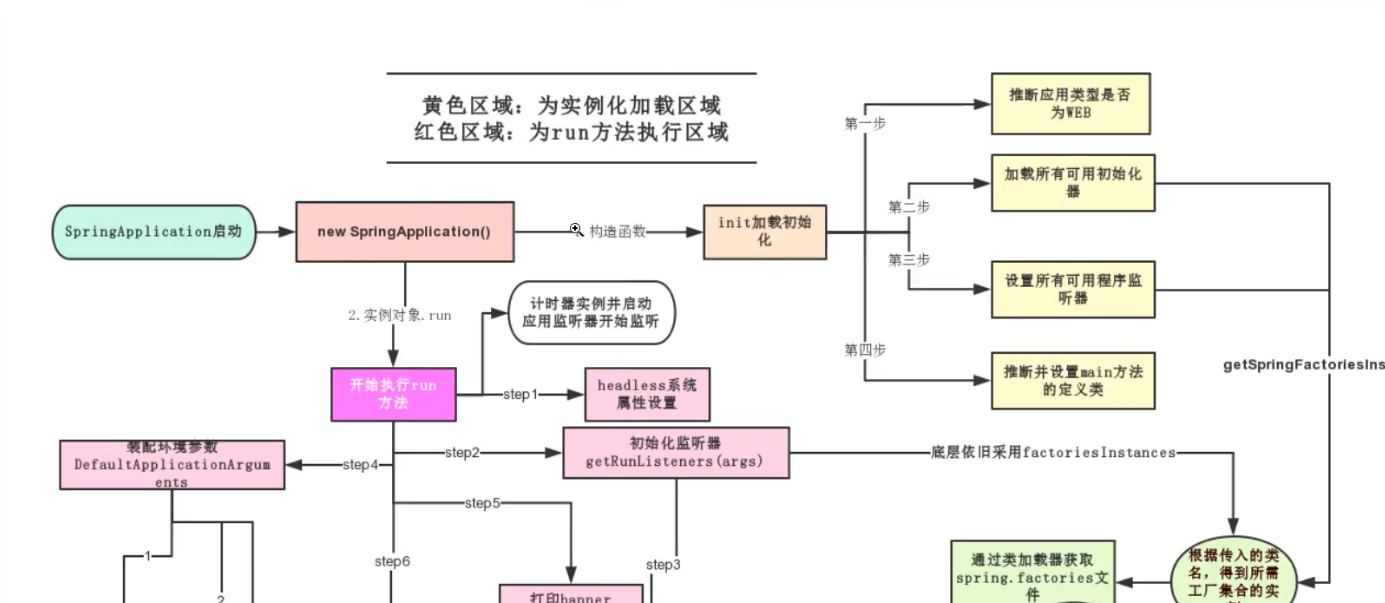 黄色区域：为实例化加载区域
红色区域：为run方法执行区域
推断应用类型是否
为WEB
第一步
加载所有可用初始化
器
第二步
SpringApplication启动
new SpringApplication()
构造函数
init加载初始
化
第三步
设置所有可用程序监
听器
计时器实例并启动
应用监听器开始监听
2.实例对象.run
第四步
推断并设置main方法
的定义类
getSpringFactoriesIns
开始执行run
方法
step1
headless系统
属性设置
装配环境参数
DefaultApplicationArgum
ents
step4
step2
初始化监听器
getRunListeners(args)
底层依旧采用factoriesInstances
step5
1
step6
step3
2
打印banner
通过类加载器获取
spring.factories文
件
根据传入的类
名，得到所需
工厂集合的实